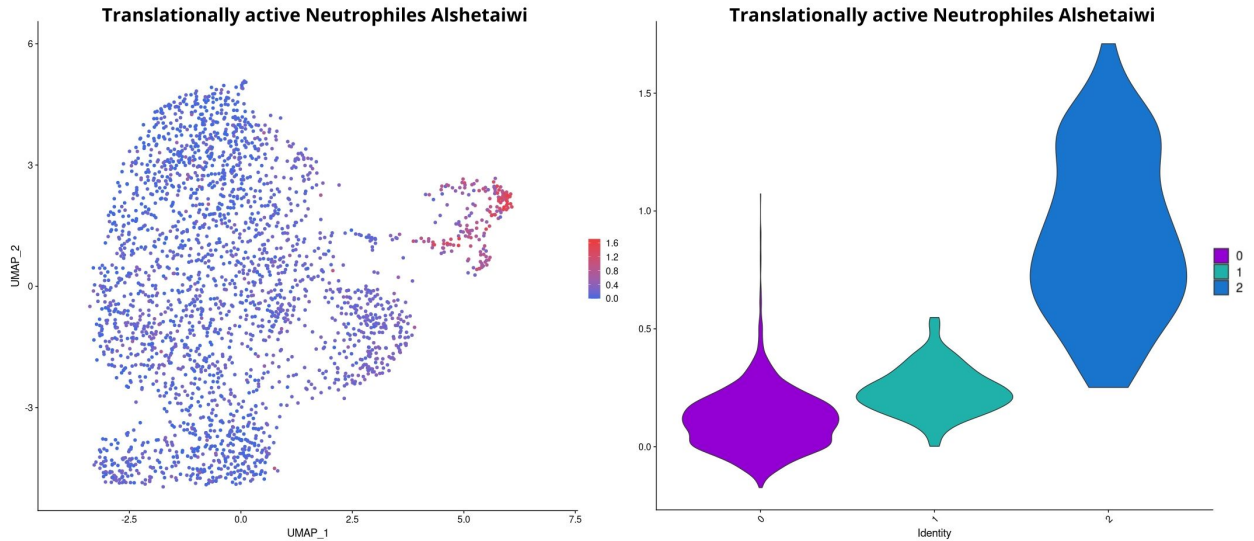 Translationally active Neutrophiles Alshetaiwi
6
3
0
-3
UMAP_2
-2.5 0.0 2.5 5.0 7.5
UMAP_1
1.6
1.2
0.8
0.4
0.0
Translationally active Neutrophiles Alshetaiwi
1.5
1.0
0.5
0.0
0 1 2
Identity
0
1
2